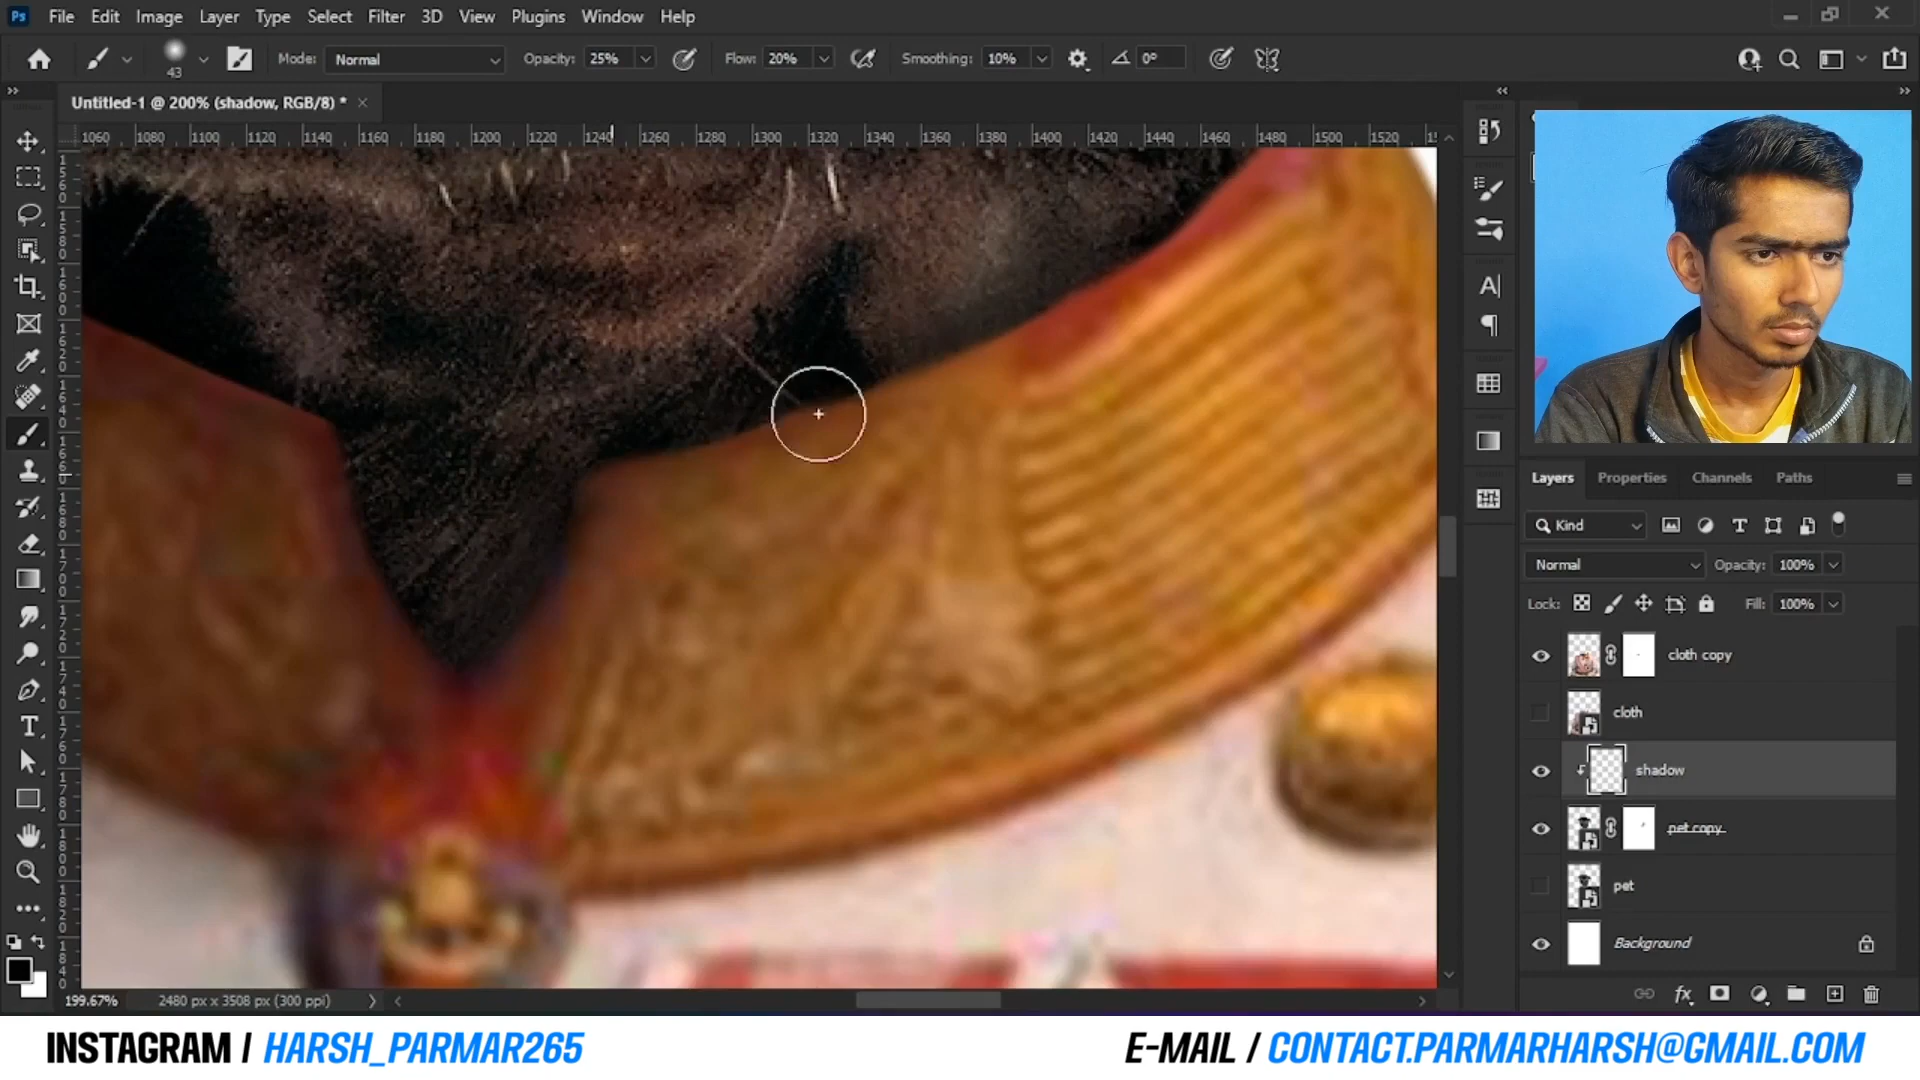 Ps File Edit Image Layer Type Select Filter 3D View Plugins Window Help
43 Mode: Normal Opacity: 25% Flow: 20% Smoothing: 10% 0°
Untitled-1 @ 200% (shadow, RGB/8) *
1060 1080 1100 1120 1140 1160 1180 1200 1220 1240 1260 1280 1300 1320 1340 1360 1380 1400 1420 1440 1460 1480 1500 1520
Layers Properties Channels Paths
Kind
Normal Opacity: 100%
Lock: Fill: 100%
cloth copy
cloth
shadow
pet copy
pet
Background
199.67% 2480 px x 3508 px (300 ppi)
INSTAGRAM / HARSH_PARMAR265
E-MAIL / CONTACT.PARMARHARSH@GMAIL.COM